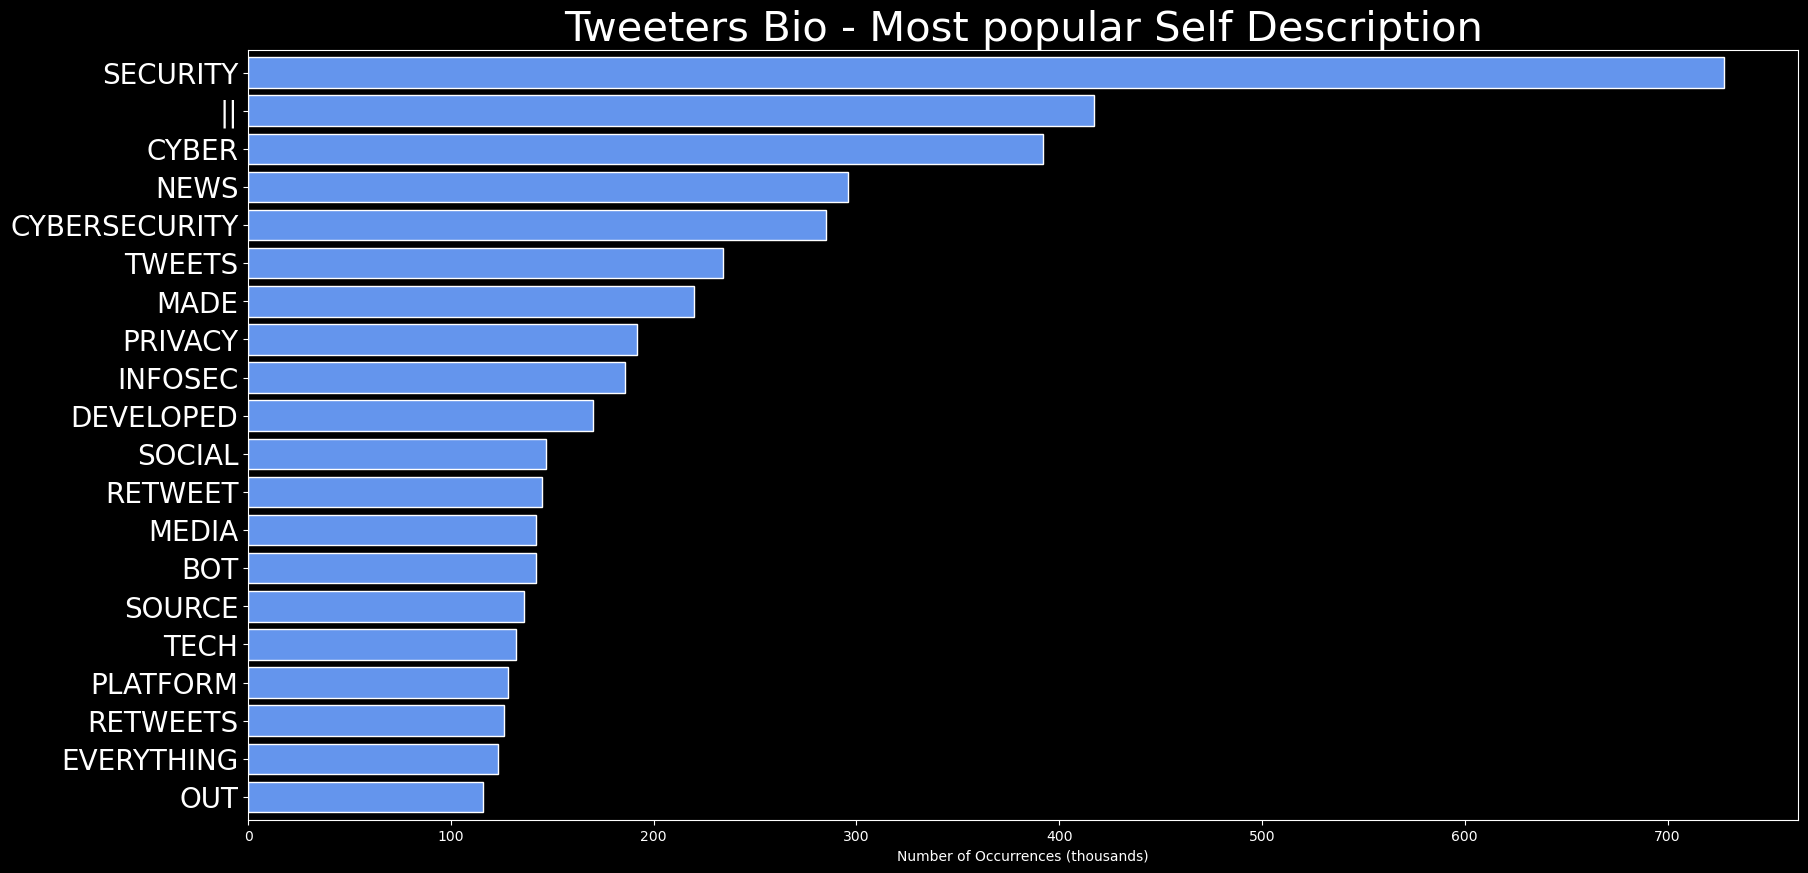 Tweeters Bio - Most popular Self Description
SECURITY
||
CYBER
NEWS
CYBERSECURITY
TWEETS
MADE
PRIVACY
INFOSEC
DEVELOPED
SOCIAL
RETWEET
MEDIA
BOT
SOURCE
TECH
PLATFORM
RETWEETS
EVERYTHING
OUT
0 100 200 300 400 500 600 700
Number of Occurrences (thousands)